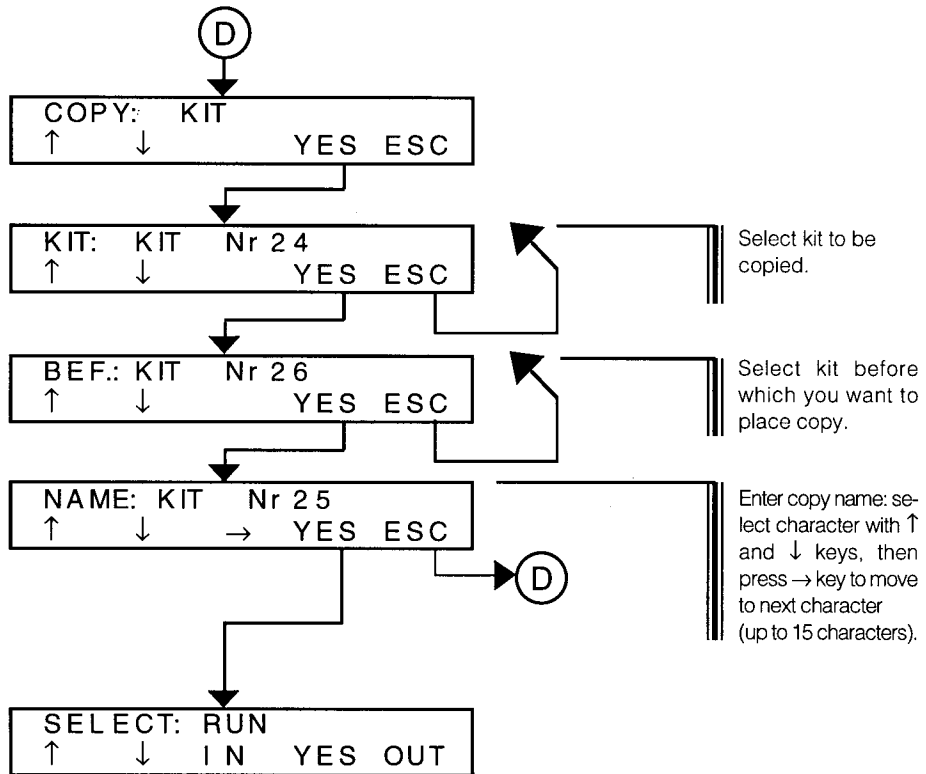 D
COPY: KIT
↑ ↓ YES ESC
KIT: KIT Nr 24
↑ ↓ YES ESC
Select kit to be
copied.
BEF.: KIT Nr 26
↑ ↓ YES ESC
Select kit before
which you want to
place copy.
NAME: KIT Nr 25
↑ ↓ → YES ESC
D
Enter copy name: se-
lect character with ↑
and ↓ keys, then
press → key to move
to next character
(up to 15 characters).
SELECT: RUN
↑ ↓ IN YES OUT